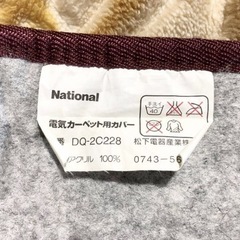 National
電気カーペット用カバー
番 DQ-2C228 松下電器産業株
アクリル 100% 0743-56